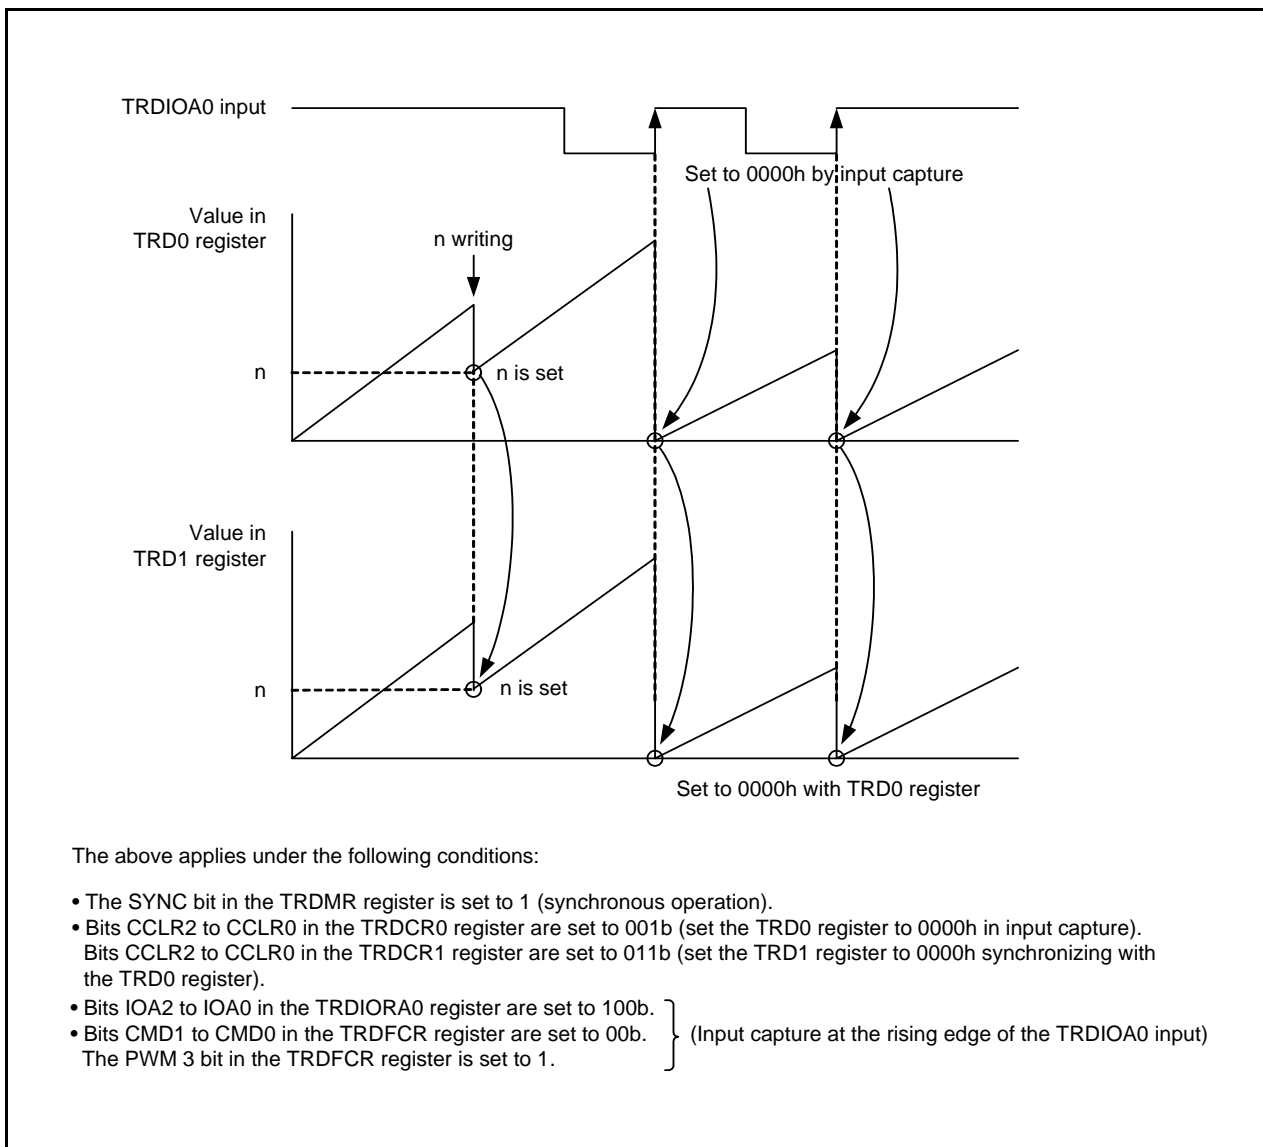 TRDIOA0 input
Set to 0000h by input capture
Value in
TRD0 register
n writing
n
n is set
Value in
TRD1 register
n
n is set
Set to 0000h with TRD0 register
The above applies under the following conditions:
• The SYNC bit in the TRDMR register is set to 1 (synchronous operation).
• Bits CCLR2 to CCLR0 in the TRDCR0 register are set to 001b (set the TRD0 register to 0000h in input capture).
Bits CCLR2 to CCLR0 in the TRDCR1 register are set to 011b (set the TRD1 register to 0000h synchronizing with
the TRD0 register).
• Bits IOA2 to IOA0 in the TRDIORA0 register are set to 100b.
• Bits CMD1 to CMD0 in the TRDFCR register are set to 00b.
(Input capture at the rising edge of the TRDIOA0 input)
The PWM 3 bit in the TRDFCR register is set to 1.